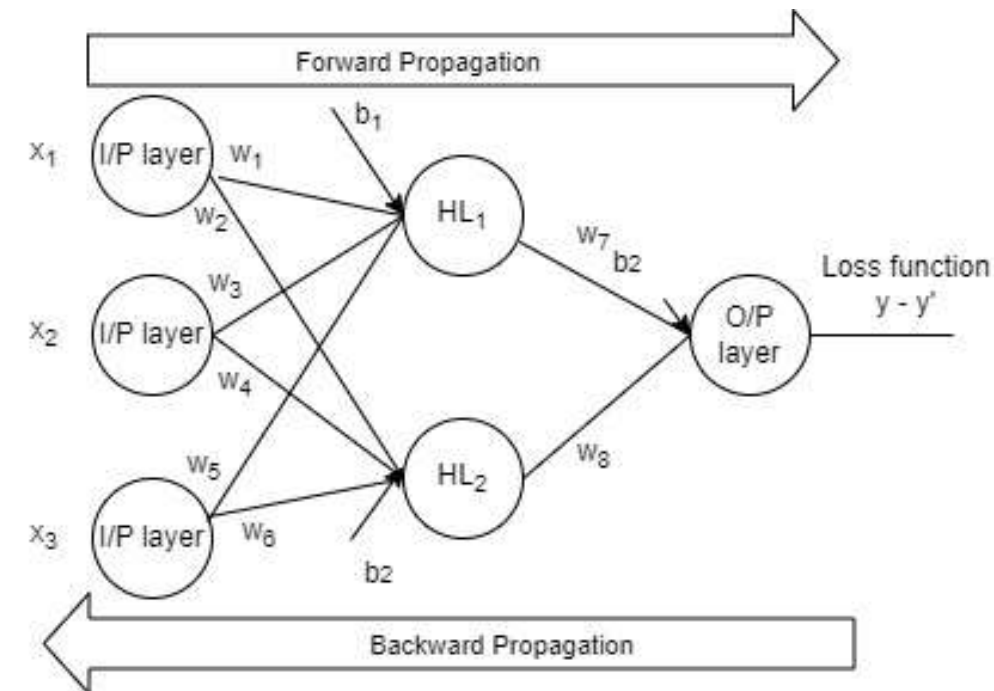 Forward Propagation
b₁
x₁
I/P layer
w₁
w₂
HL₁
w₇
b2
w₃
x₂
I/P layer
w₄
O/P
layer
Loss function
y - y'
w₅
HL₂
w₈
x₃
I/P layer
w₆
b2
Backward Propagation